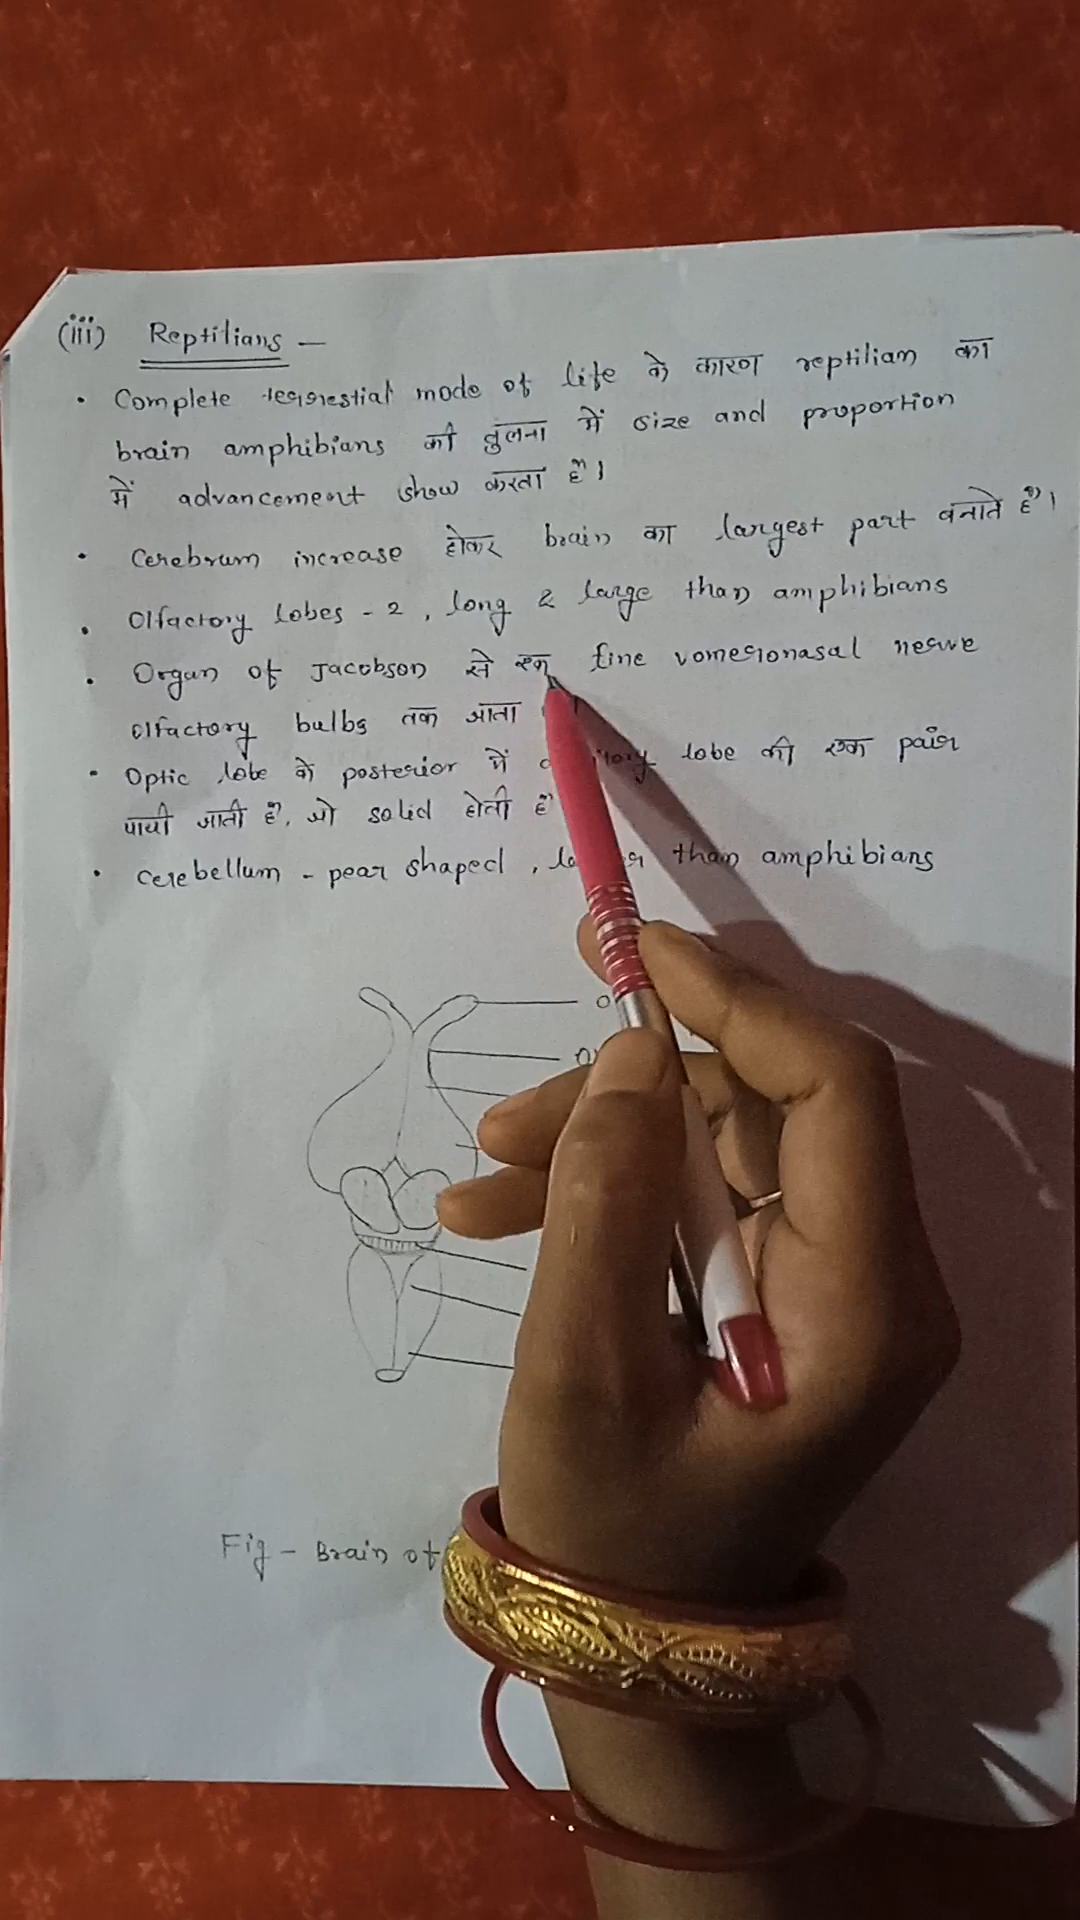 (iii) Reptilians –
• Complete terrestial mode of life के कारण reptilian का
brain amphibians की तुलना में size and proportion
में advancement show करता है।
• Cerebrum increase होकर brain का largest part बनाते है।
• Olfactory lobes - 2, long & large than amphibians
• Organ of Jacobson से एक fine vomeronasal nerve
olfactory bulbs तक आता
• Optic lobe के posterior में lobe की एक pair
पायी जाती है, जो solid होती है
• Cerebellum - pear shaped, than amphibians
Fig – Brain of